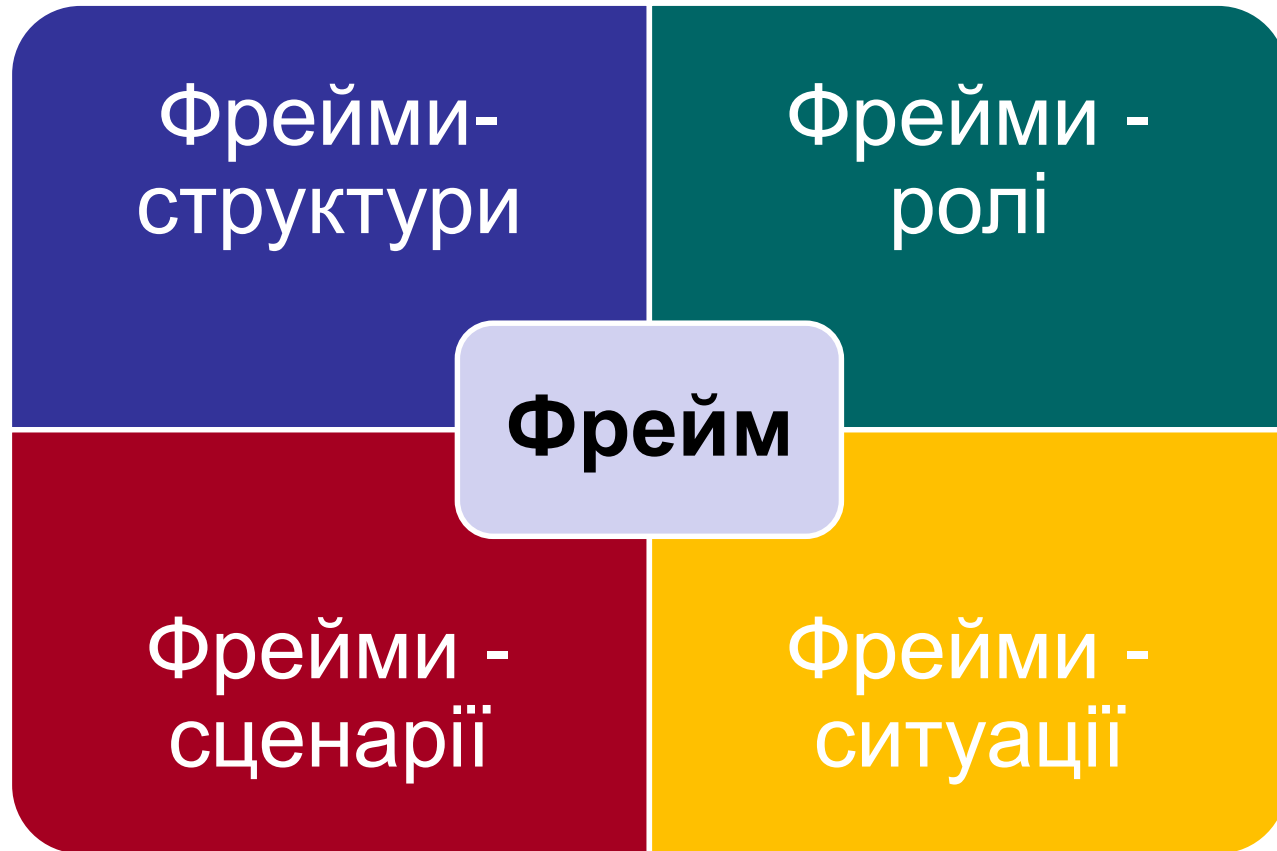 Фрейми-
структури
Фрейми -
ролі
Фрейм
Фрейми -
сценарії
Фрейми -
ситуації